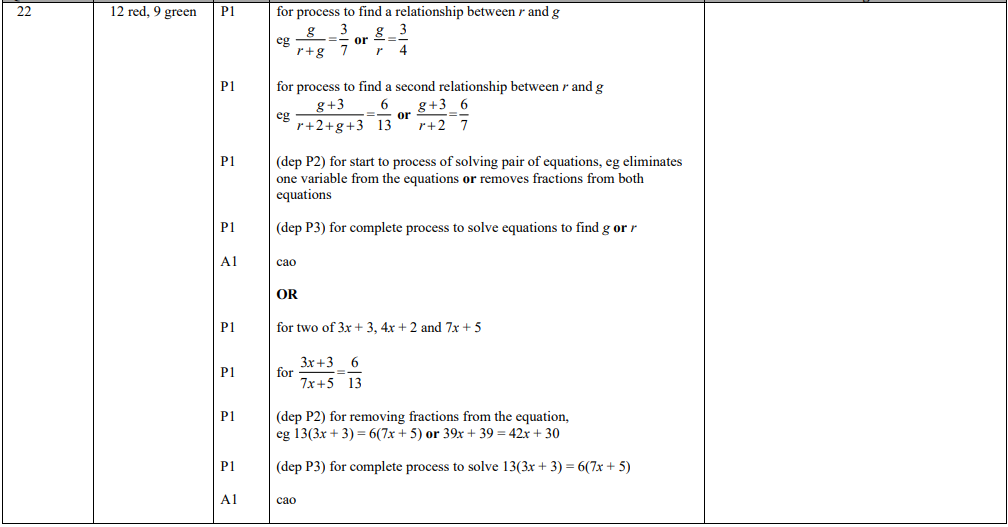 22 12 red, 9 green P1 for process to find a relationship between r and g
eg g/(r+g) = 3/7 or g/r = 3/4
P1 for process to find a second relationship between r and g
eg (g+3)/(r+2+g+3) = 6/13 or (g+3)/(r+2) = 6/7
P1 (dep P2) for start to process of solving pair of equations, eg eliminates
one variable from the equations or removes fractions from both
equations
P1 (dep P3) for complete process to solve equations to find g or r
A1 cao
OR
P1 for two of 3x + 3, 4x + 2 and 7x + 5
P1 for (3x+3)/(7x+5) = 6/13
P1 (dep P2) for removing fractions from the equation,
eg 13(3x + 3) = 6(7x + 5) or 39x + 39 = 42x + 30
P1 (dep P3) for complete process to solve 13(3x + 3) = 6(7x + 5)
A1 cao